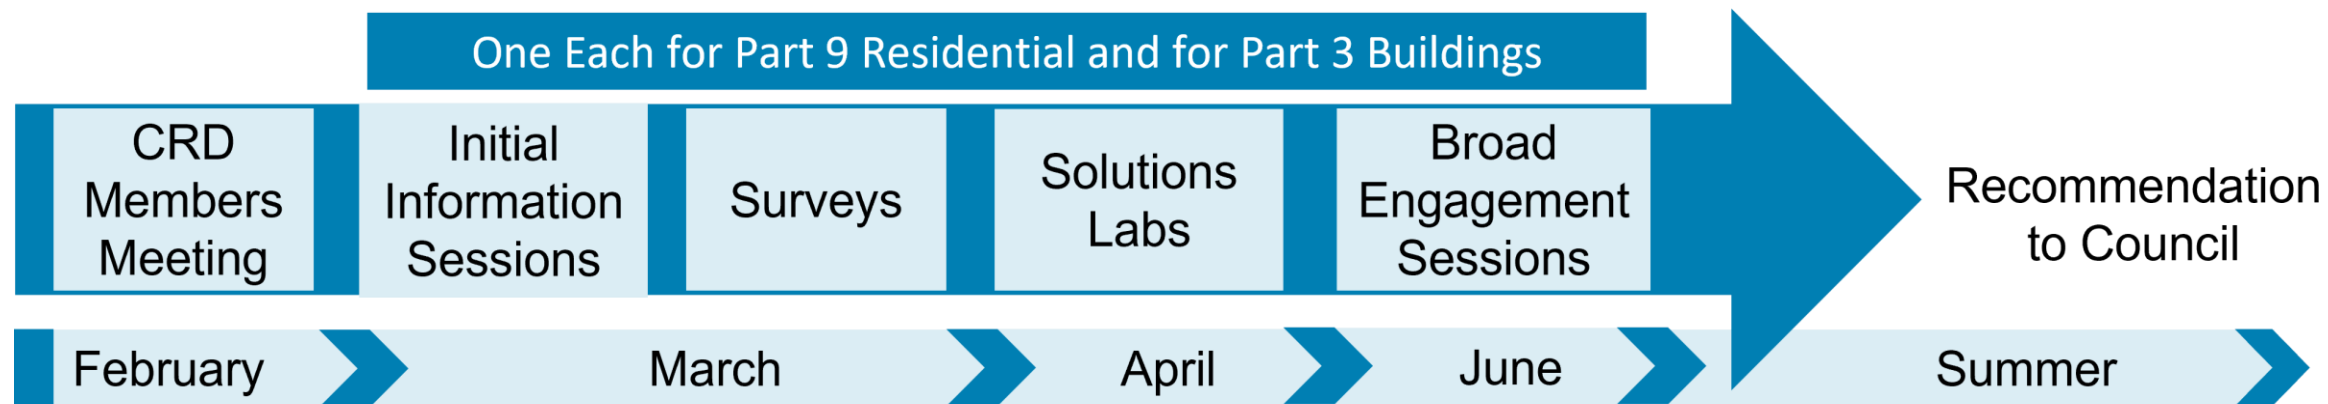 One Each for Part 9 Residential and for Part 3 Buildings
CRD
Members
Meeting
Initial
Information
Sessions
Surveys
Solutions
Labs
Broad
Engagement
Sessions
Recommendation
to Council
February
March
April
June
Summer